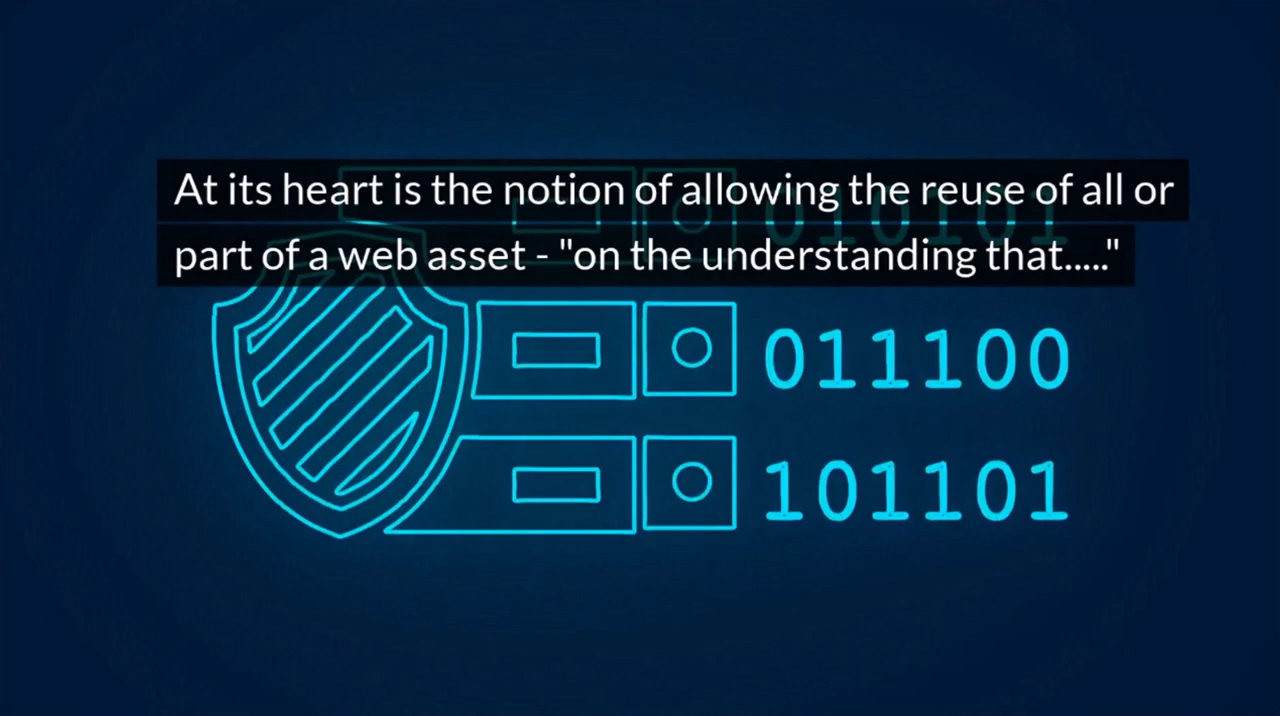 At its heart is the notion of allowing the reuse of all or
010101
part of a web asset - "on the understanding that....."
011100
101101